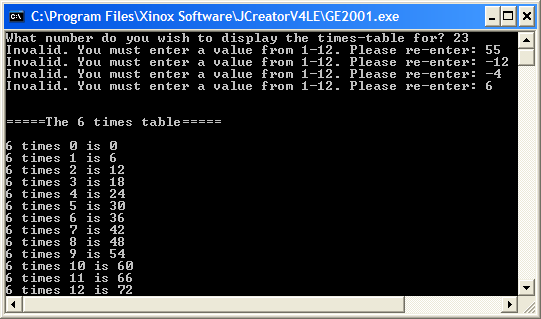 C:\Program Files\Xinox Software\JCreatorV4LE\GE2001.exe
What number do you wish to display the times-table for? 23
Invalid. You must enter a value from 1-12. Please re-enter: 55
Invalid. You must enter a value from 1-12. Please re-enter: -12
Invalid. You must enter a value from 1-12. Please re-enter: -4
Invalid. You must enter a value from 1-12. Please re-enter: 6
=====The 6 times table=====
6 times 0 is 0
6 times 1 is 6
6 times 2 is 12
6 times 3 is 18
6 times 4 is 24
6 times 5 is 30
6 times 6 is 36
6 times 7 is 42
6 times 8 is 48
6 times 9 is 54
6 times 10 is 60
6 times 11 is 66
6 times 12 is 72